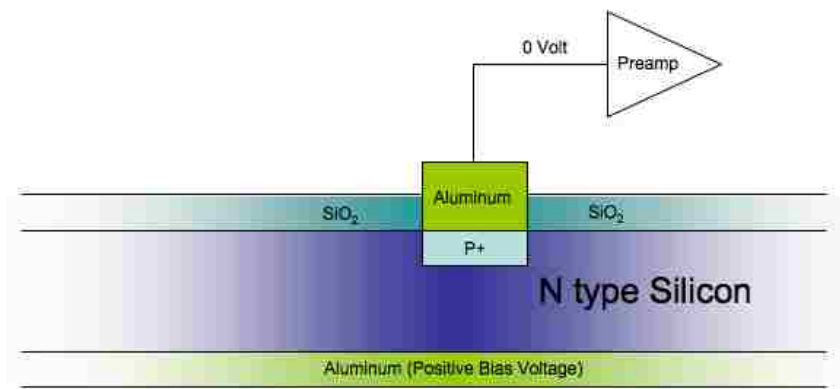 0 Volt
Preamp
Aluminum
SiO₂
SiO₂
P+
N type Silicon
Aluminum (Positive Bias Voltage)